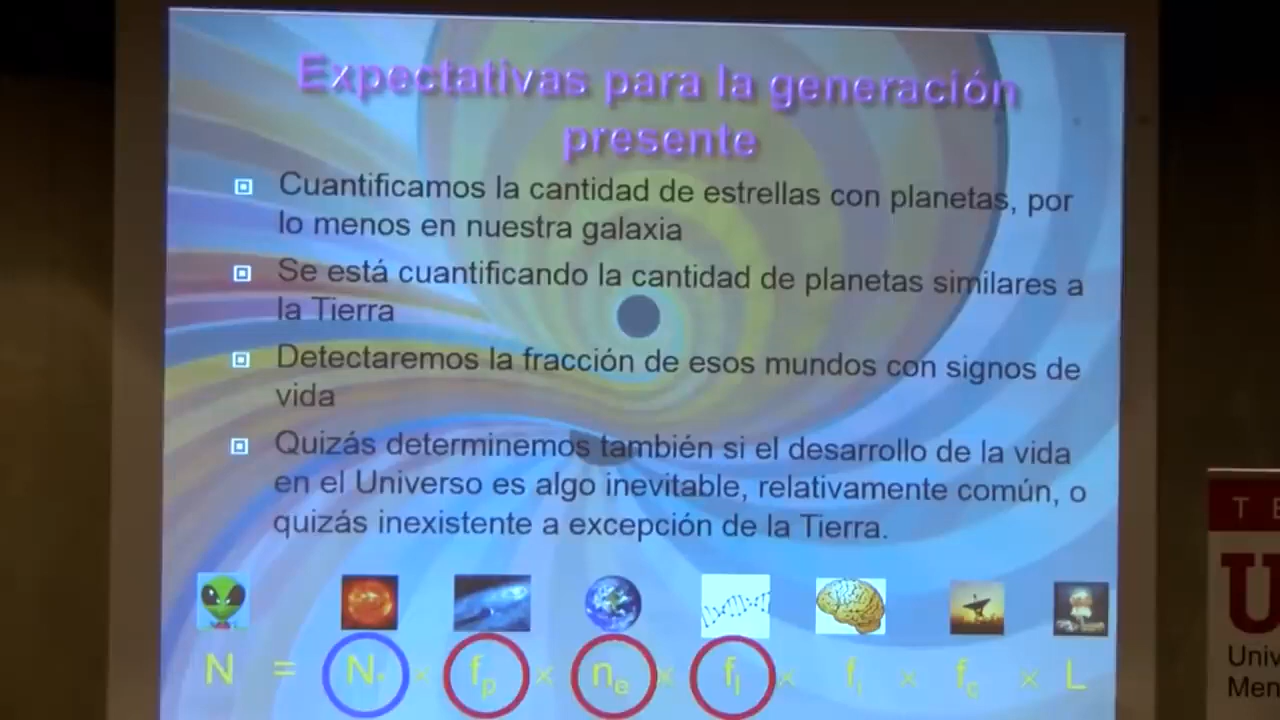 Expectativas para la generación
presente
Cuantificamos la cantidad de estrellas con planetas, por
lo menos en nuestra galaxia
Se está cuantificando la cantidad de planetas similares a
la Tierra
Detectaremos la fracción de esos mundos con signos de
vida
Quizás determinemos también si el desarrollo de la vida
en el Universo es algo inevitable, relativamente común, o
quizás inexistente a excepción de la Tierra.
N = N* × fp × ne × fl × fi × fc × L
T E
U
Univ
Men